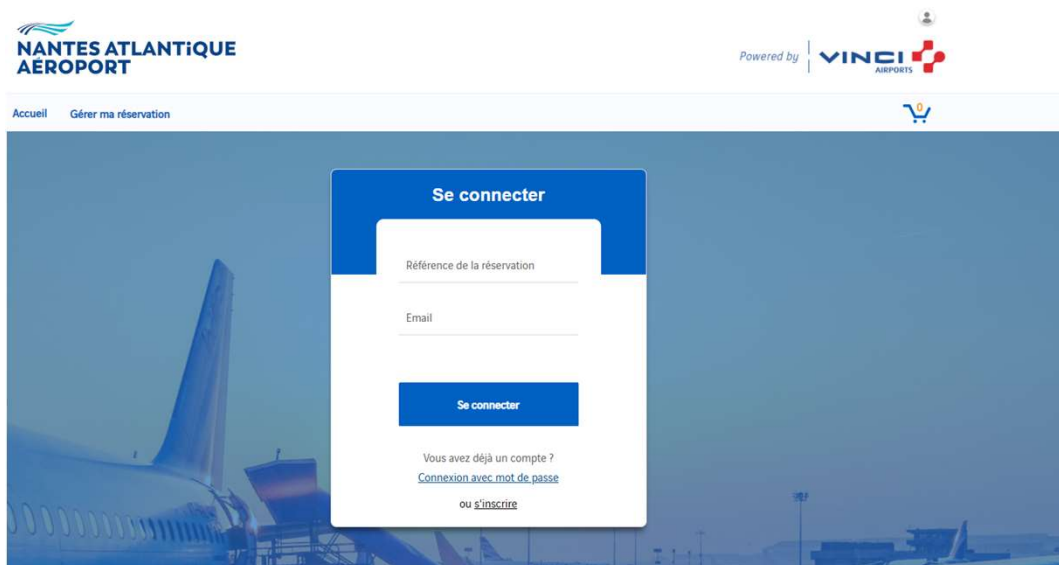 NANTES ATLANTiQUE
AÉROPORT
Powered by
VINCI
AIRPORTS
Accueil
Gérer ma réservation
0
Se connecter
Référence de la réservation
Email
Se connecter
Vous avez déjà un compte ?
Connexion avec mot de passe
ou s'inscrire